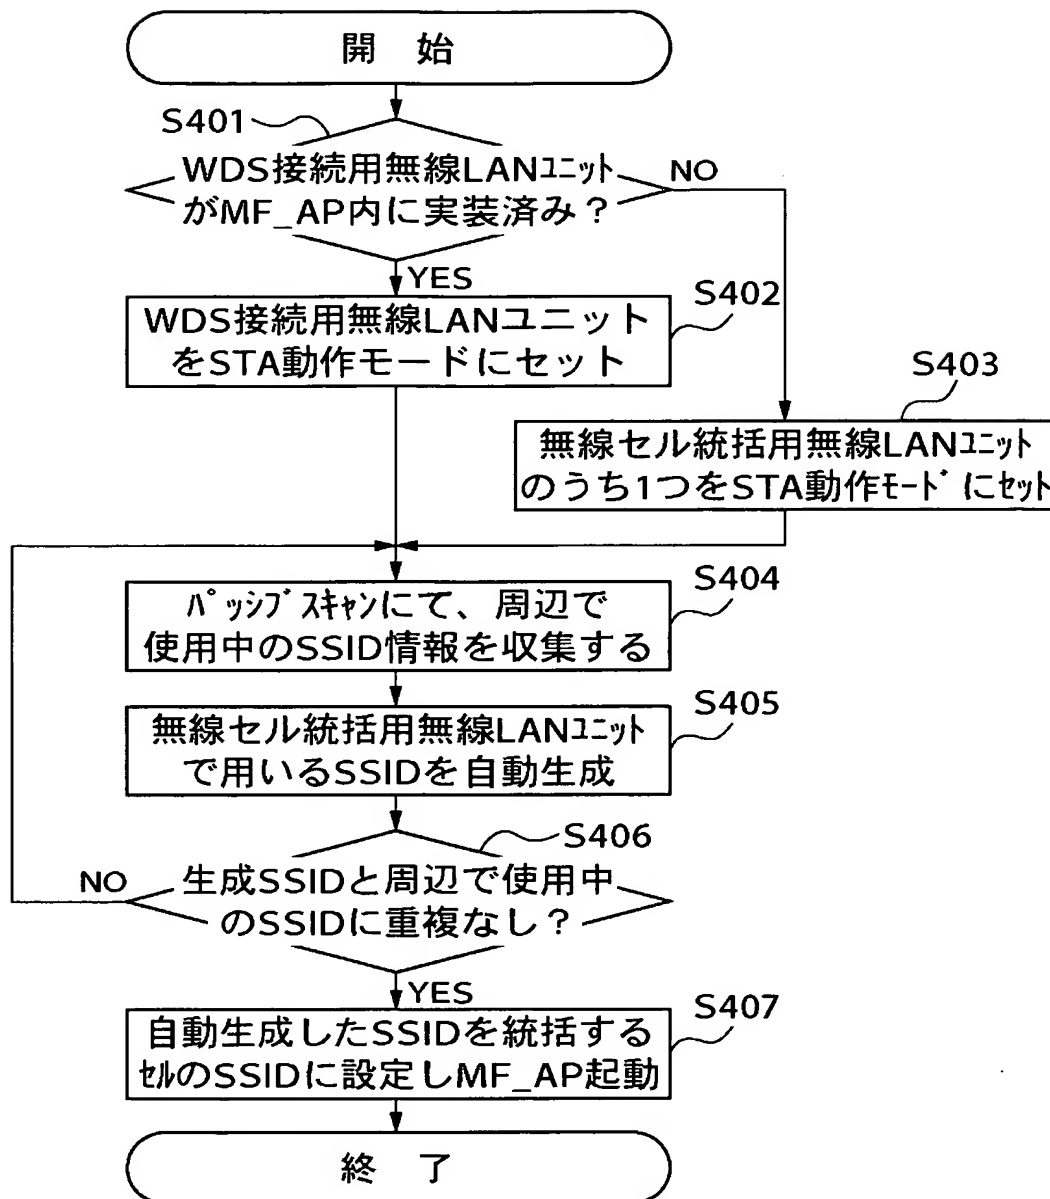 開 始
S401
WDS接続用無線LANﾕﾆｯﾄ
がMF_AP内に実装済み？
NO
YES
S402
WDS接続用無線LANユニット
をSTA動作モードにセット
S403
無線セル統括用無線LANﾕﾆｯﾄ
のうち1つをSTA動作ﾓｰﾄﾞにｾｯﾄ
S404
ﾊﾟｯｼﾌﾞｽｷｬﾝにて、周辺で
使用中のSSID情報を収集する
S405
無線セル統括用無線LANﾕﾆｯﾄ
で用いるSSIDを自動生成
S406
NO
生成SSIDと周辺で使用中
のSSIDに重複なし？
YES
S407
自動生成したSSIDを統括する
ｾﾙのSSIDに設定しMF_AP起動
終 了